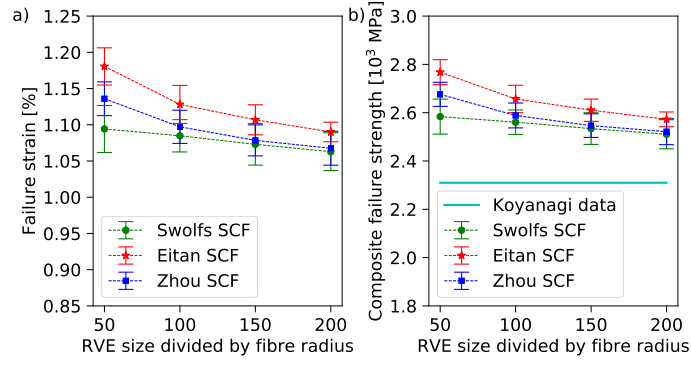 a)
1.25
1.20
1.15
1.10
1.05
1.00
0.95
0.90
0.85
Failure strain [%]
Swolfs SCF
Eitan SCF
Zhou SCF
50 100 150 200
RVE size divided by fibre radius
b)
3.0
2.8
2.6
2.4
2.2
2.0
1.8
Composite failure strength [10³ MPa]
Koyanagi data
Swolfs SCF
Eitan SCF
Zhou SCF
50 100 150 200
RVE size divided by fibre radius